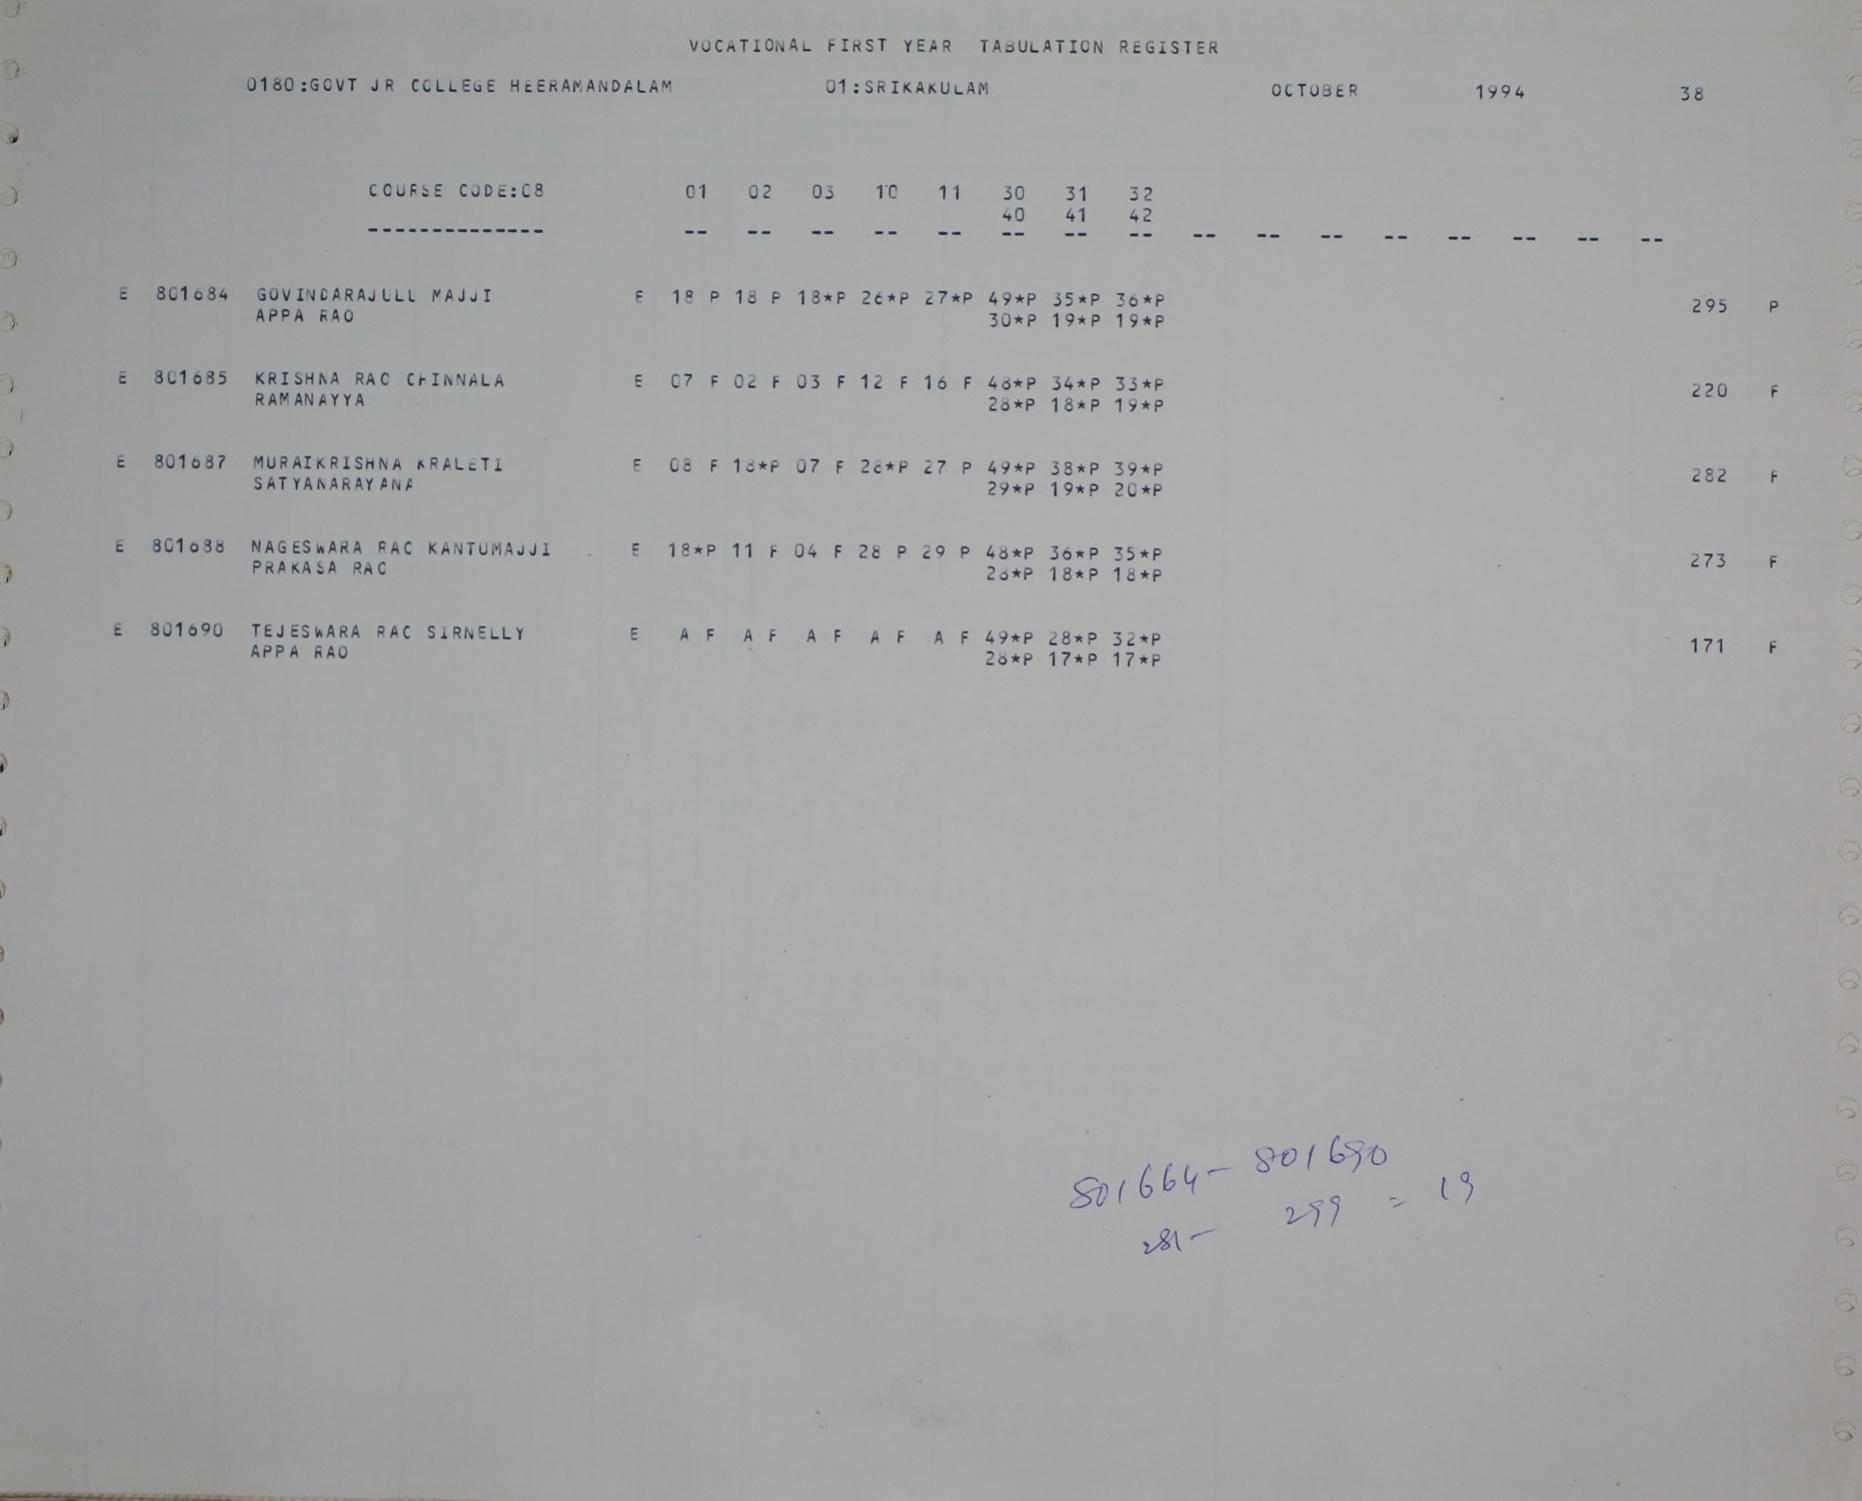 VOCATIONAL FIRST YEAR TABULATION REGISTER
0180:GOVT JR COLLEGE HEERAMANDALAM 01:SRIKAKULAM OCTOBER 1994 38
COURSE CODE:08 01 02 03 10 11 30 31 32
40 41 42
-------------- -- -- -- -- -- -- -- -- -- -- -- -- -- -- -- --
E 801684 GOVINDARAJULU MAJJI E 18 P 18 P 18*P 26*P 27*P 49*P 35*P 36*P
APPA RAO 30*P 19*P 19*P 295 P
E 801685 KRISHNA RAO CHINNALA E 07 F 02 F 03 F 12 F 16 F 48*P 34*P 33*P
RAMANAYYA 28*P 18*P 19*P 220 F
E 801687 MURAIKRISHNA KRALETI E 08 F 18*P 07 F 28*P 27 P 49*P 38*P 39*P
SATYANARAYANA 29*P 19*P 20*P 282 F
E 801688 NAGESWARA RAO KANTUMAJJI E 18*P 11 F 04 F 28 P 29 P 48*P 36*P 35*P
PRAKASA RAO 28*P 18*P 18*P 273 F
E 801690 TEJESWARA RAO SIRNELLY E A F A F A F A F A F 49*P 28*P 32*P
APPA RAO 28*P 17*P 17*P 171 F
801664 - 801690
281 - 299 = 19